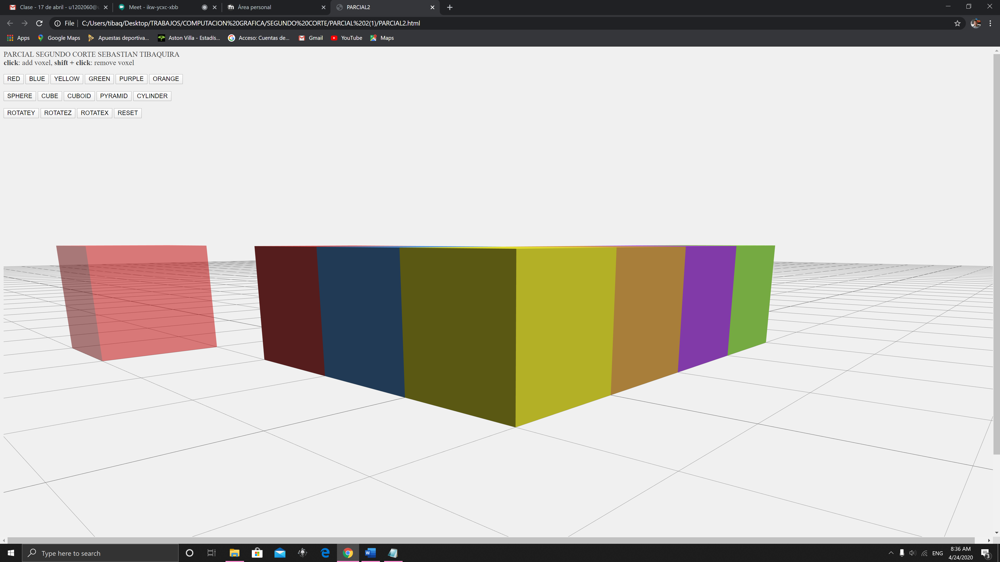 Clase - 17 de abril - u1202060@u
Meet - ikw-ycxc-xbb
Área personal
PARCIAL2
File C:/Users/tibaq/Desktop/TRABAJOS/COMPUTACION%20GRAFICA/SEGUNDO%20CORTE/PARCIAL%202(1)/PARCIAL2.html
Apps Google Maps Apuestas deportiva... Aston Villa - Estadís... Acceso: Cuentas de... Gmail YouTube Maps
PARCIAL SEGUNDO CORTE SEBASTIAN TIBAQUIRA
click: add voxel, shift + click: remove voxel
RED BLUE YELLOW GREEN PURPLE ORANGE
SPHERE CUBE CUBOID PYRAMID CYLINDER
ROTATEY ROTATEZ ROTATEX RESET
Type here to search
ENG
8:36 AM
4/24/2020
3